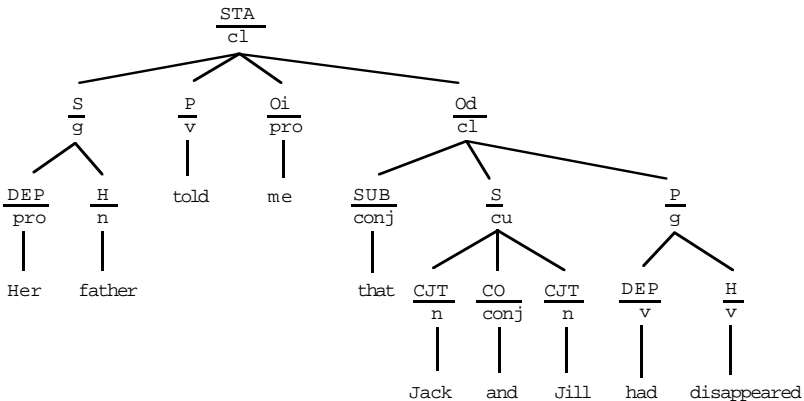 STA
cl
S P Oi Od
g v pro cl
DEP H told me SUB S P
pro n conj cu g
Her father that CJT CO CJT DEP H
n conj n v v
Jack and Jill had disappeared